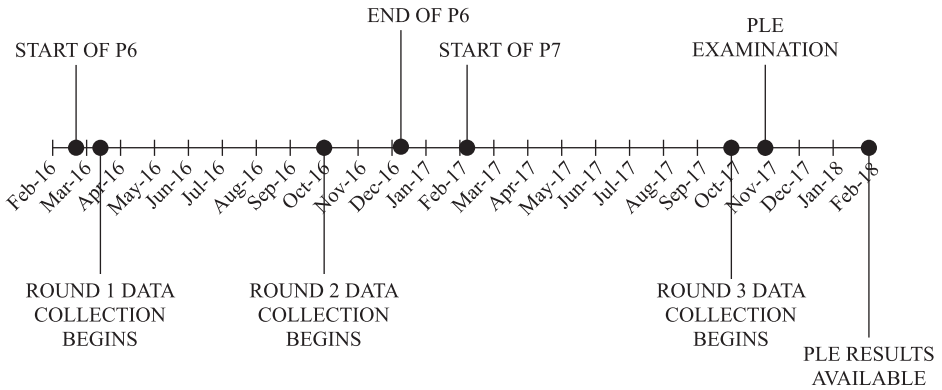 END OF P6
PLE
EXAMINATION
START OF P6
START OF P7
Feb-16
Mar-16
Apr-16
May-16
Jun-16
Jul-16
Aug-16
Sep-16
Oct-16
Nov-16
Dec-16
Jan-17
Feb-17
Mar-17
Apr-17
May-17
Jun-17
Jul-17
Aug-17
Sep-17
Oct-17
Nov-17
Dec-17
Jan-18
Feb-18
ROUND 1 DATA
COLLECTION
BEGINS
ROUND 2 DATA
COLLECTION
BEGINS
ROUND 3 DATA
COLLECTION
BEGINS
PLE RESULTS
AVAILABLE